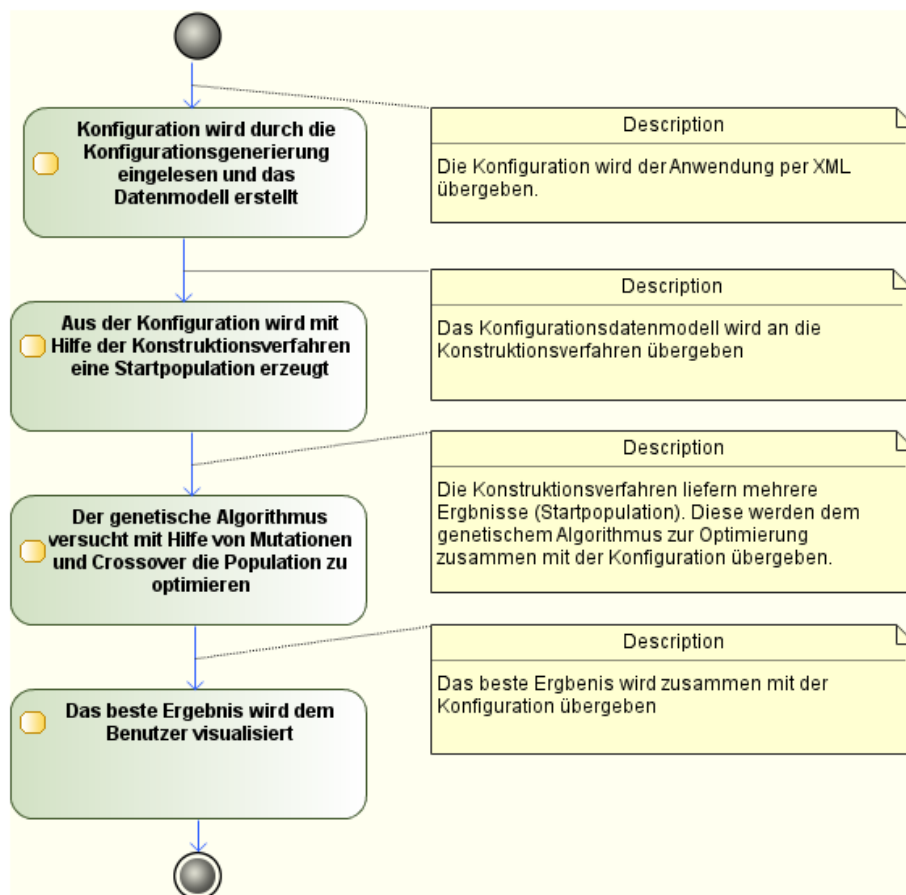 Konfiguration wird durch die
Konfigurationsgenerierung
eingelesen und das
Datenmodell erstellt
Description
Die Konfiguration wird der Anwendung per XML
übergeben.
Aus der Konfiguration wird mit
Hilfe der Konstruktionsverfahren
eine Startpopulation erzeugt
Description
Das Konfigurationsdatenmodell wird an die
Konstruktionsverfahren übergeben
Der genetische Algorithmus
versucht mit Hilfe von Mutationen
und Crossover die Population zu
optimieren
Description
Die Konstruktionsverfahren liefern mehrere
Ergbnisse (Startpopulation). Diese werden dem
genetischem Algorithmus zur Optimierung
zusammen mit der Konfiguration übergeben.
Das beste Ergebnis wird dem
Benutzer visualisiert
Description
Das beste Ergbenis wird zusammen mit der
Konfiguration übergeben